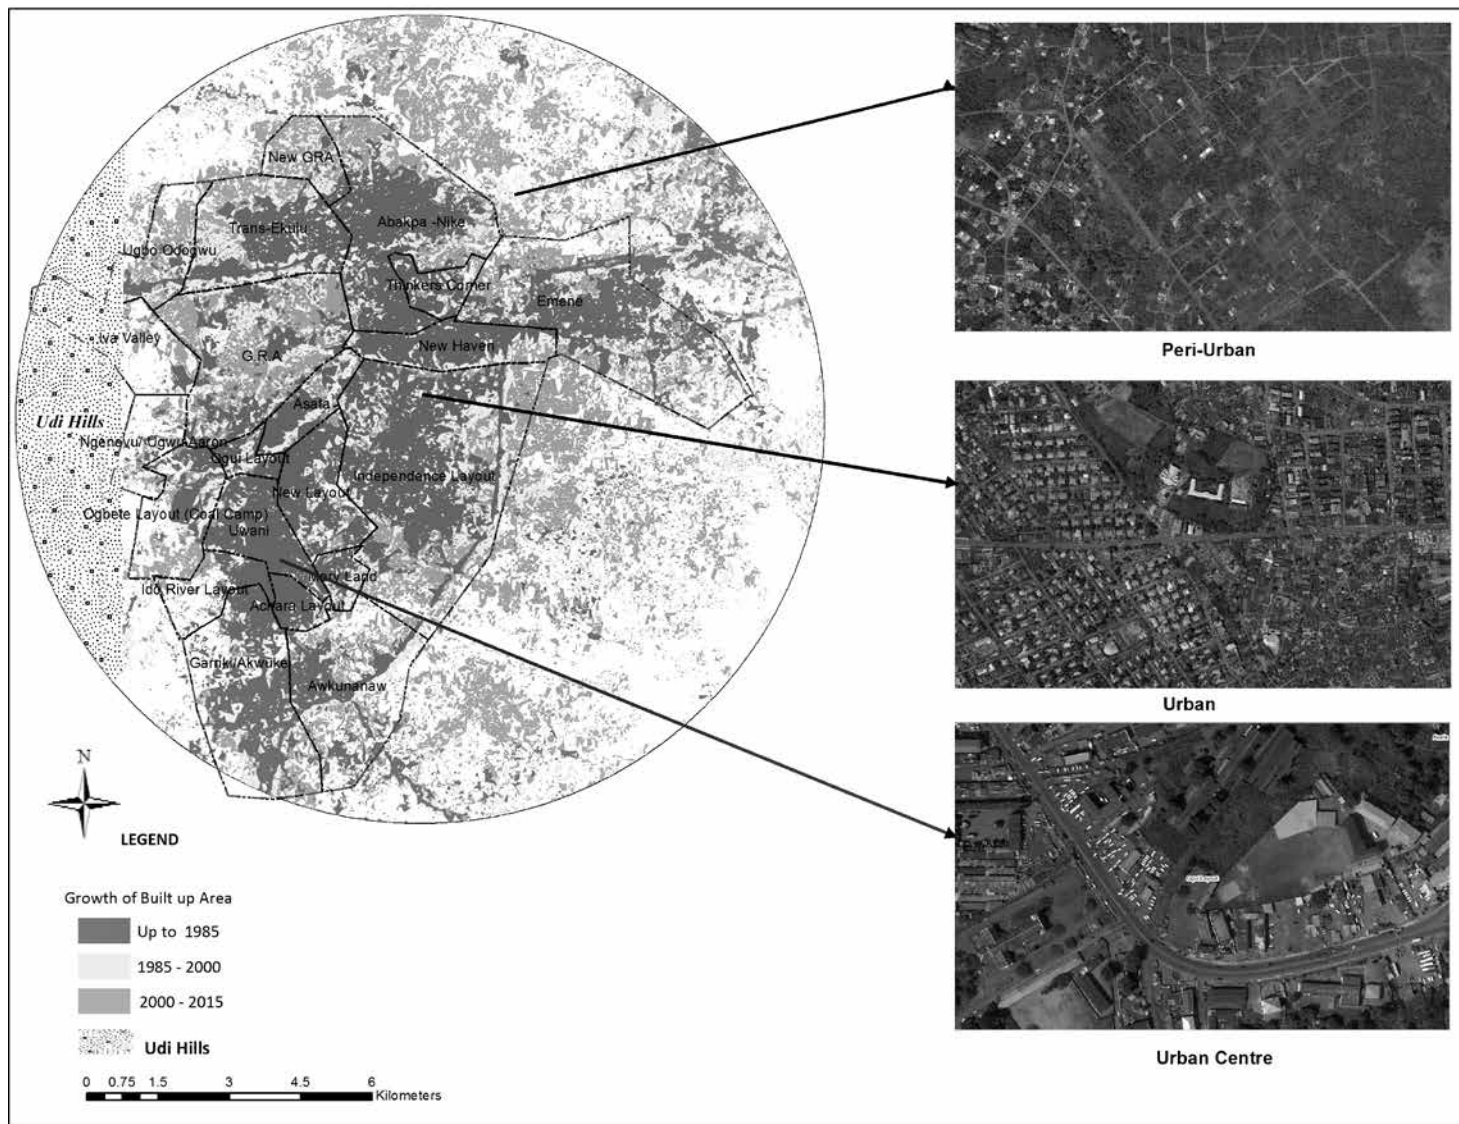 New GRA
Trans-Ekulu
Abakpa -Nike
Ugbo Odogwu
Thinkers Corner
Emene
Iva Valley
G.R.A
New Haven
Asata
Udi Hills
Ngenevu/ Ugwu Aaron
Ogui Layout
Independence Layout
New Layout
Ogbete Layout (Coal Camp)
Uwani
Mary Land
Ido River Layout
Achara Layout
Garriki/Akwuke
Awkunanaw
Peri-Urban
Urban
Urban Centre
N
LEGEND
Growth of Built up Area
Up to 1985
1985 - 2000
2000 - 2015
Udi Hills
0 0.75 1.5 3 4.5 6
Kilometers